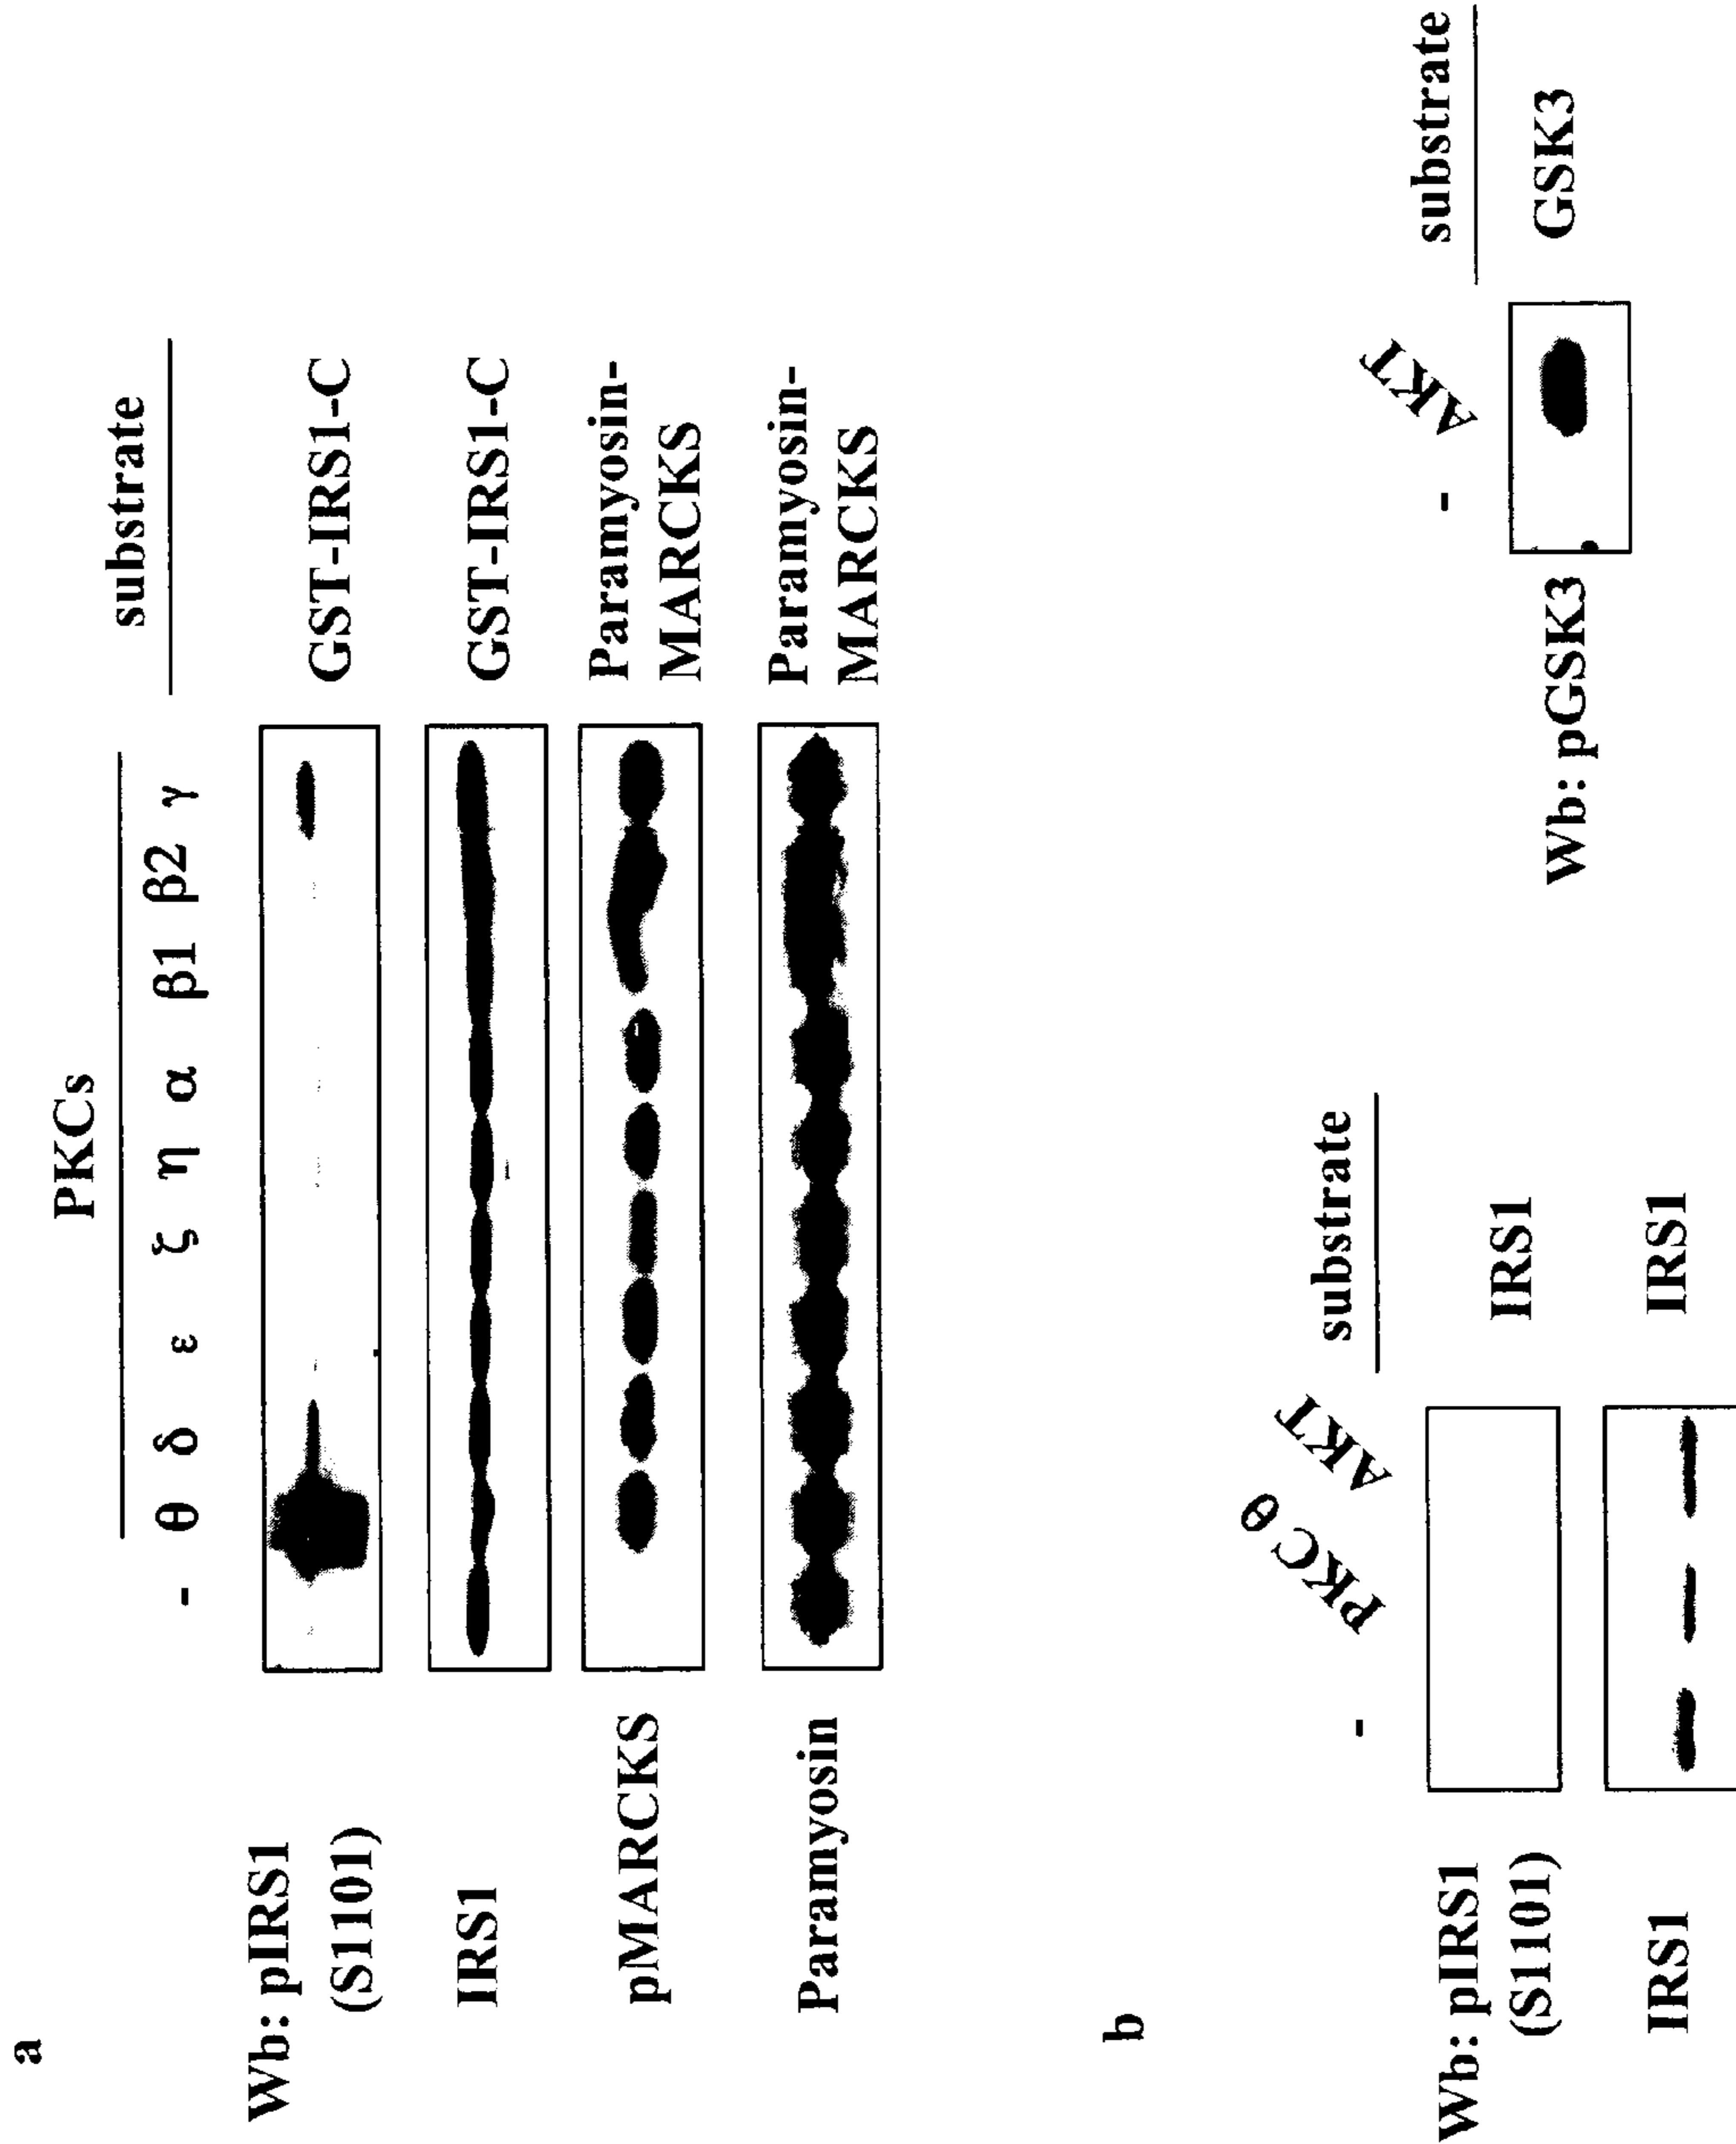 a
PKCs
- θ δ ε ζ η α β1 β2 γ
substrate
Wb: pIRS1
(S1101)
GST-IRS1-C
IRS1
GST-IRS1-C
pMARCKS
Paramyosin-
MARCKS
Paramyosin
Paramyosin-
MARCKS
b
- PKC θ AKT
substrate
Wb: pIRS1
(S1101)
IRS1
IRS1
IRS1
- AKT
substrate
Wb: pGSK3
GSK3